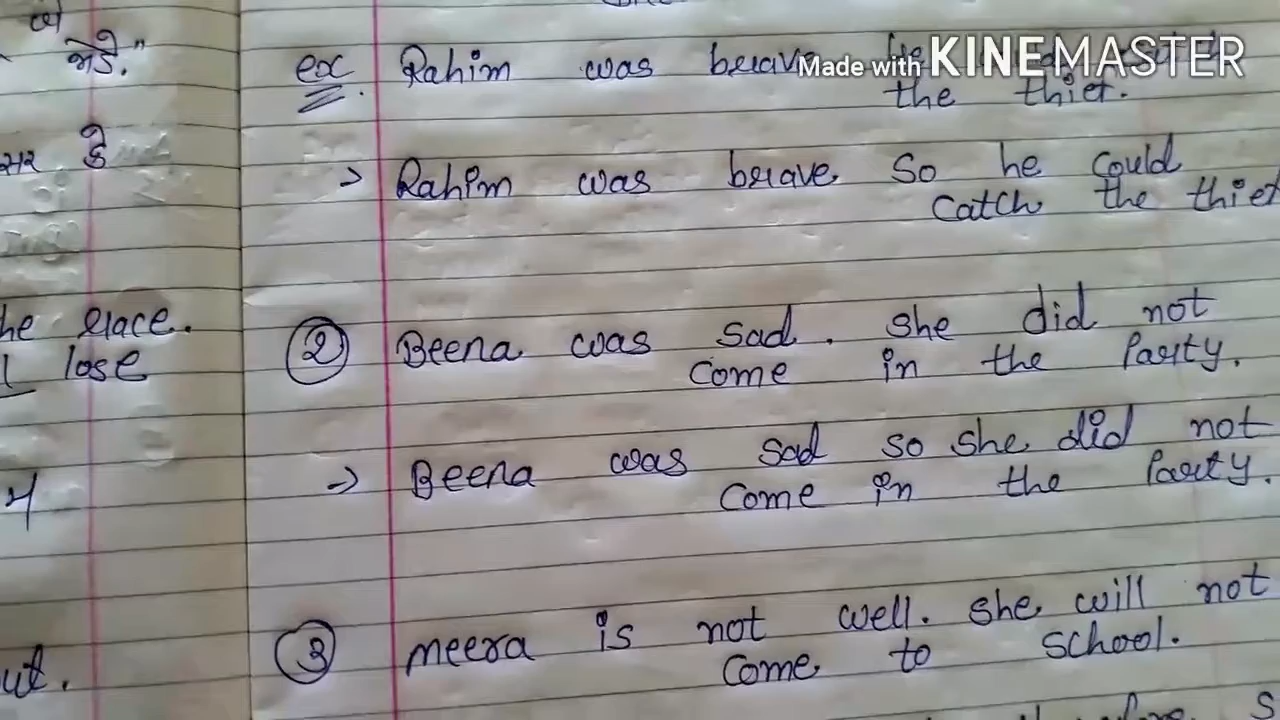 ex. Rahim was brave
Made with KINEMASTER
the thief.
→ Rahim was brave so he could
catch the thief
he race.
lose
② Beena was sad. She did not
come in the Party.
→ Beena was sad so she did not
come in the Party.
③ meera is not well. She will not
come to school.
ut.